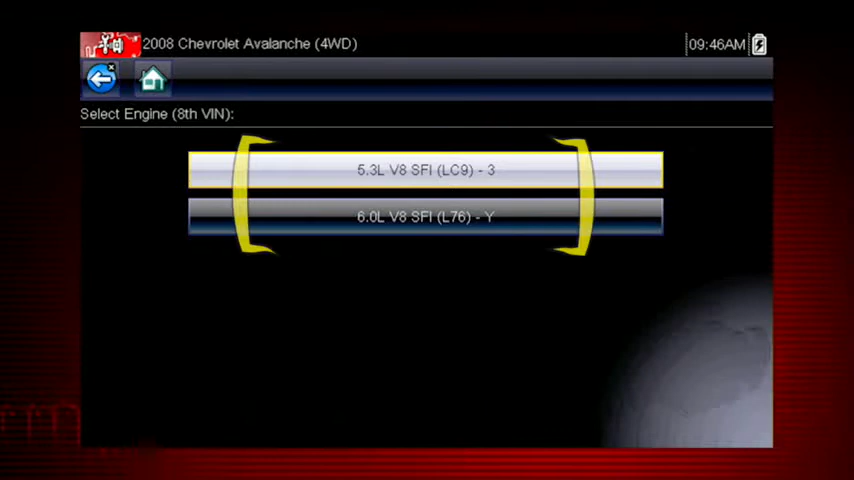 2008 Chevrolet Avalanche (4WD)
09:46AM
Select Engine (8th VIN):
5.3L V8 SFI (LC9) - 3
6.0L V8 SFI (L76) - Y